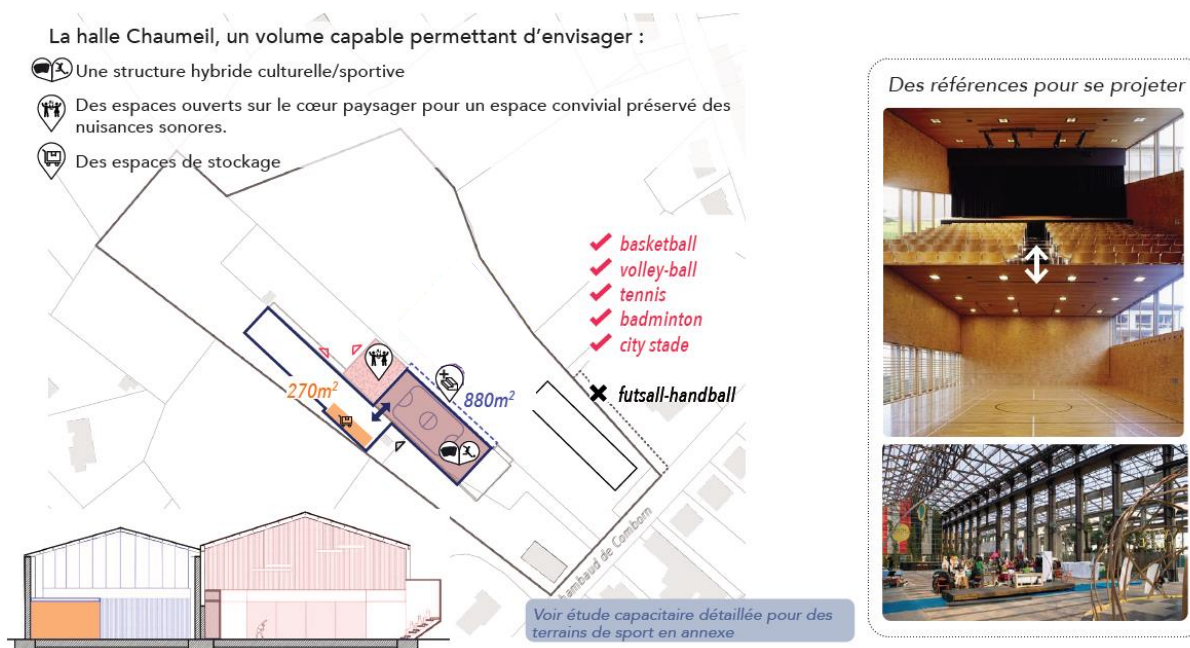 La halle Chaumeil, un volume capable permettant d’envisager :
Une structure hybride culturelle/sportive
Des espaces ouverts sur le cœur paysager pour un espace convivial préservé des
nuisances sonores.
Des espaces de stockage
basketball
volley-ball
tennis
badminton
city stade
futsall-handball
270m²
880m²
hambaud de Comborn
Voir étude capacitaire détaillée pour des
terrains de sport en annexe
Des références pour se projeter